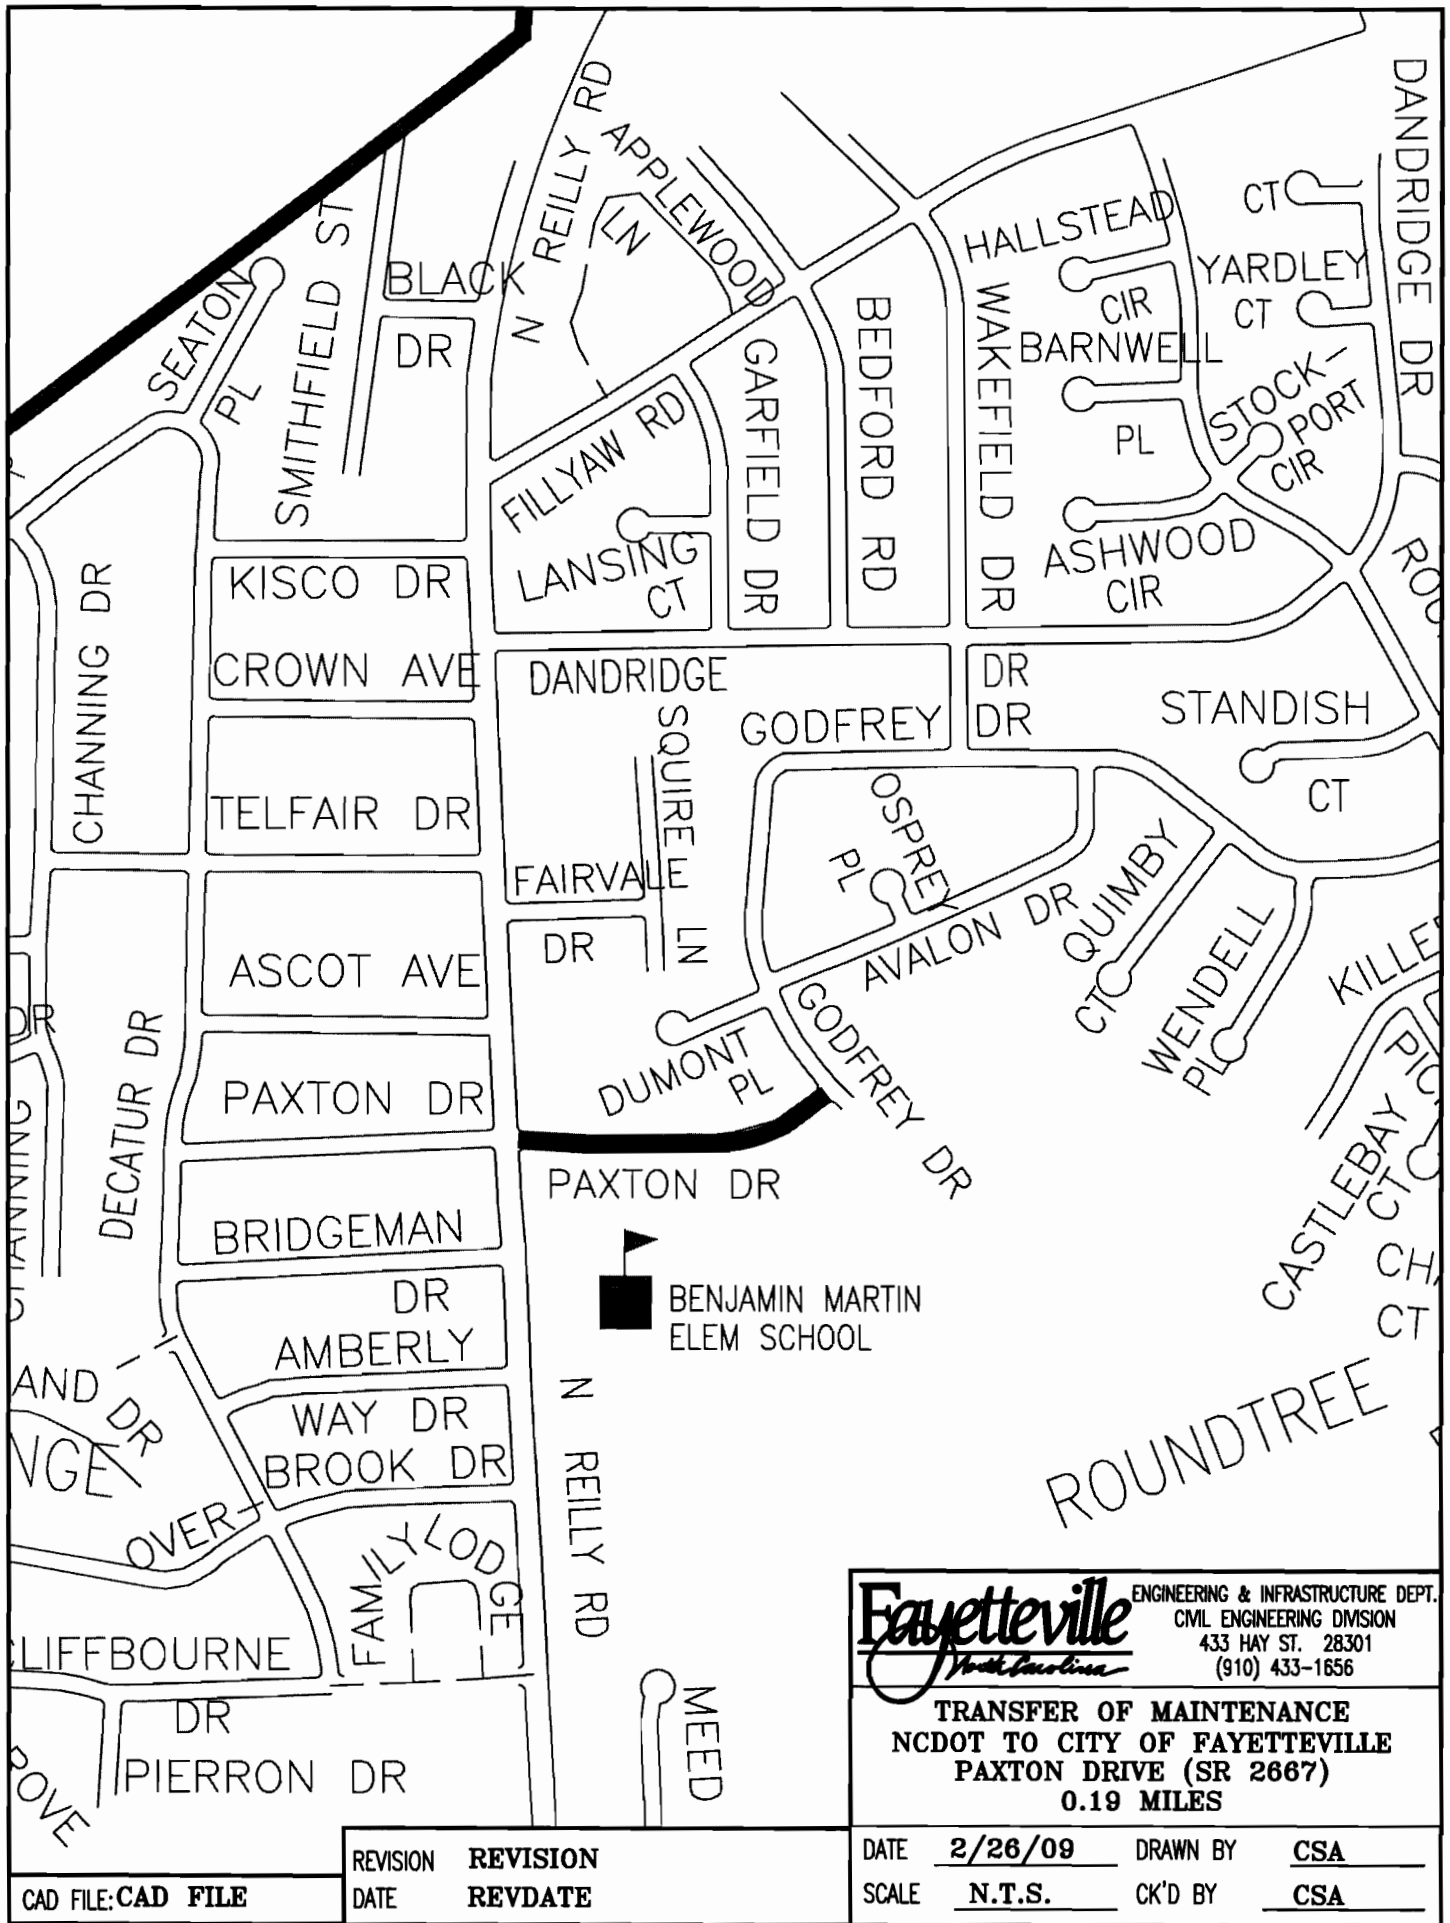 DANDRIDGE DR
N REILLY RD
APPLEWOOD
LN
HALLSTEAD
CIR
CT
YARDLEY
CT
SMITHFIELD ST
SEATON
PL
BLACK
DR
BARNWELL
PL
STOCK-
PORT
CIR
GARFIELD DR
BEDFORD RD
WAKEFIELD DR
FILLYAW RD
LANSING
CT
ASHWOOD
CIR
CHANNING DR
KISCO DR
CROWN AVE
DANDRIDGE
DR
GODFREY DR
STANDISH
CT
SQUIRE LN
TELFAIR DR
OSPREY
PL
FAIRVALE
DR
QUIMBY
CT
AVALON DR
WENDELL
PL
ASCOT AVE
DR
DECATUR DR
CHANNING
GODFREY DR
DUMONT
PL
PAXTON DR
PAXTON DR
CASTLEBAY
CT
CT
BRIDGEMAN
DR
BENJAMIN MARTIN
ELEM SCHOOL
AMBERLY
WAY DR
AND
DR
NGE
BROOK DR
OVER-
N REILLY RD
ROUNDTREE
FAMILY LODGE
CLIFFBOURNE
DR
PIERRON DR
ROVE
MEED
Fayetteville
North Carolina
ENGINEERING & INFRASTRUCTURE DEPT.
CIVIL ENGINEERING DIVISION
433 HAY ST. 28301
(910) 433-1656
TRANSFER OF MAINTENANCE
NCDOT TO CITY OF FAYETTEVILLE
PAXTON DRIVE (SR 2667)
0.19 MILES
DATE 2/26/09 DRAWN BY CSA
SCALE N.T.S. CK'D BY CSA
REVISION REVISION
DATE REVDATE
CAD FILE: CAD FILE